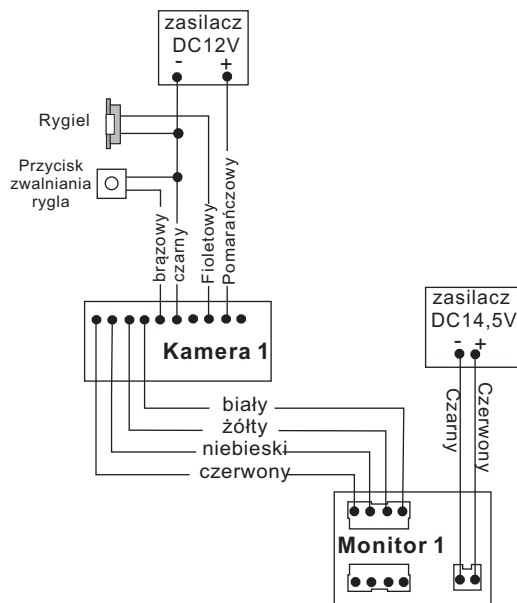 zasilacz
DC12V
- +
Rygiel
Przycisk
zwalniania
rygla
brązowy
czarny
Fioletowy
Pomarańczowy
Kamera 1
zasilacz
DC14,5V
- +
Czarny
Czerwony
biały
żółty
niebieski
czerwony
Monitor 1